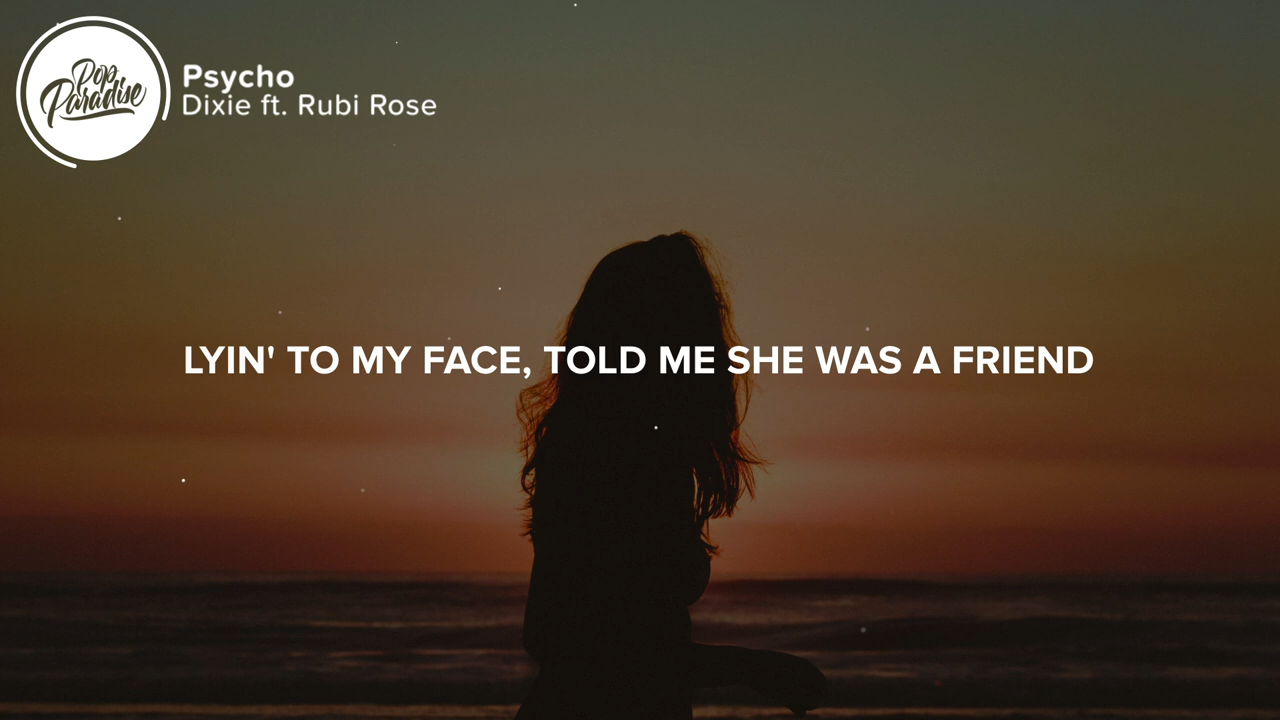 Pop
Paradise
Psycho
Dixie ft. Rubi Rose
LYIN' TO MY FACE, TOLD ME SHE WAS A FRIEND